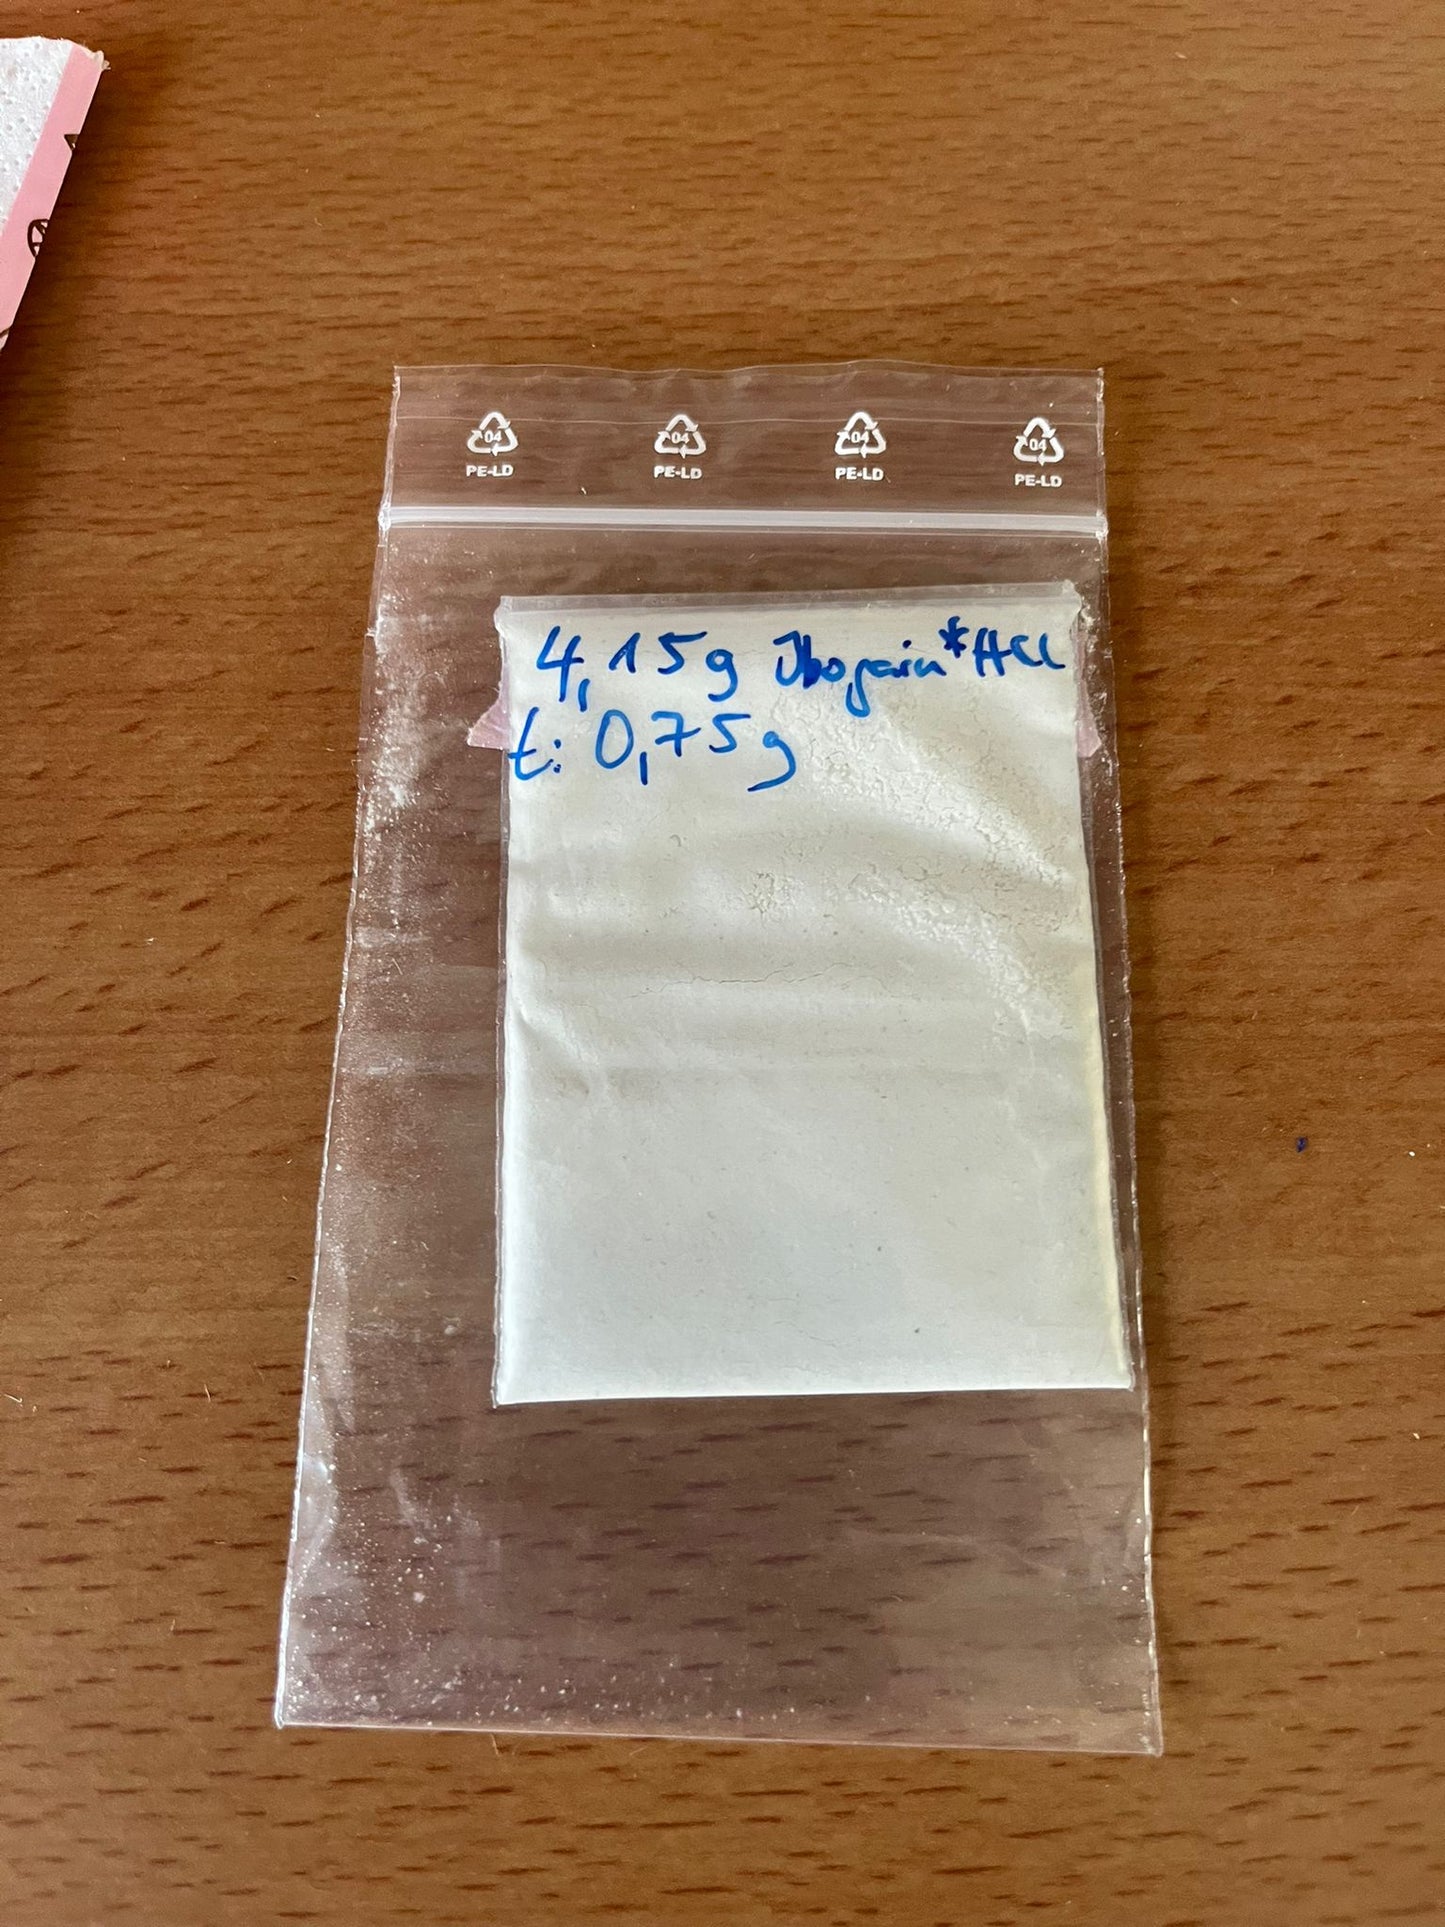 04 04 04 04
PE-LD PE-LD PE-LD PE-LD
4,15g Ibogain*HCl
t: 0,75g